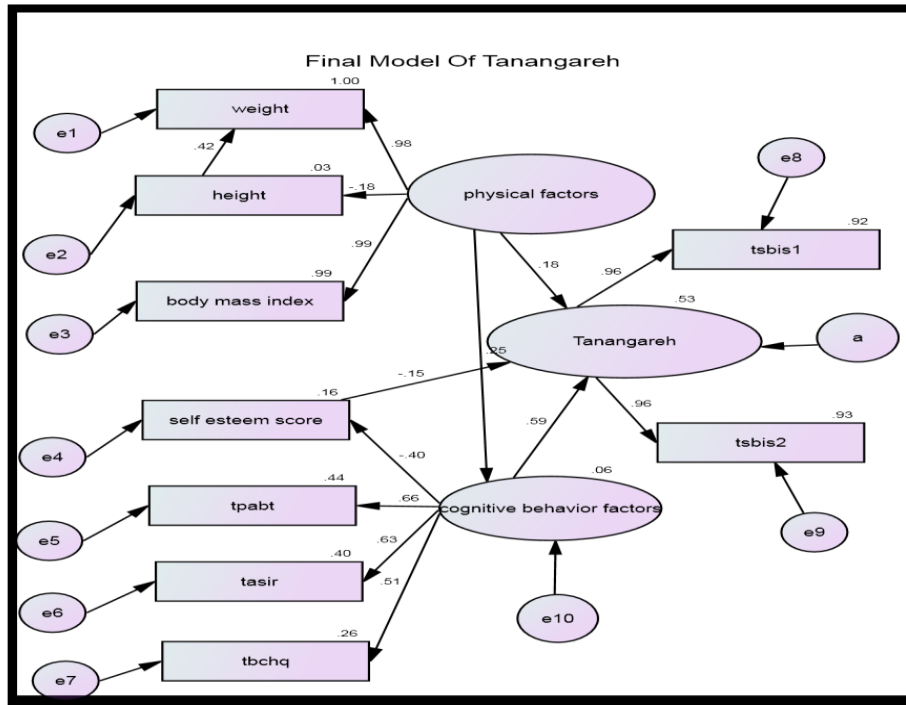 Final Model Of Tanangareh
1.00
weight
e1
.98
.42
e8
.03
height
-.18
physical factors
e2
.92
tsbis1
.99
.99
body mass index
.18
.96
e3
.53
Tanangareh
a
.25
-.15
.16
self esteem score
.96
.93
tsbis2
e4
.59
-.40
.44
.06
tpabt
.66
cognitive behavior factors
e5
.63
e9
.40
.51
tasir
e6
e10
.26
tbchq
e7